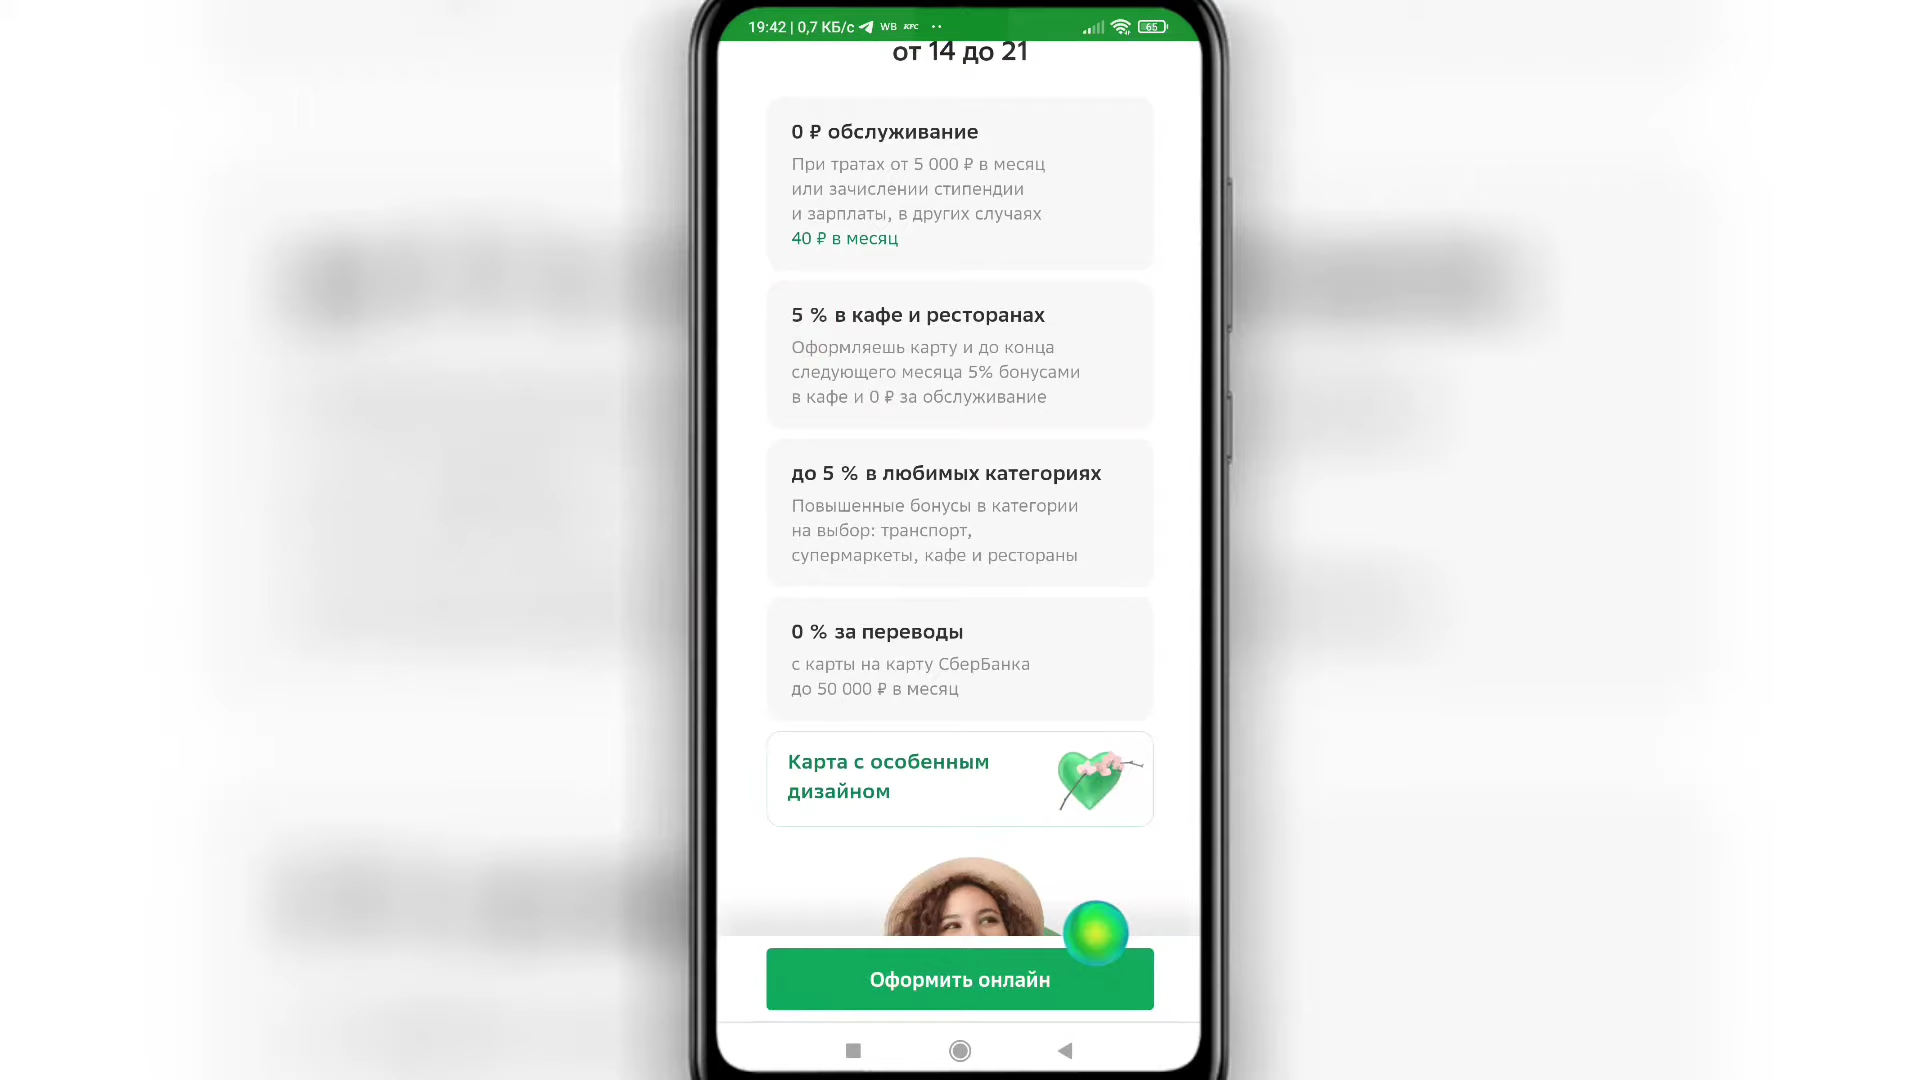 19:42 | 0,7 КБ/с WB KFC
65
от 14 до 21
0 ₽ обслуживание
При тратах от 5 000 ₽ в месяц
или зачислении стипендии
и зарплаты, в других случаях
40 ₽ в месяц
5 % в кафе и ресторанах
Оформляешь карту и до конца
следующего месяца 5% бонусами
в кафе и 0 ₽ за обслуживание
до 5 % в любимых категориях
Повышенные бонусы в категории
на выбор: транспорт,
супермаркеты, кафе и рестораны
0 % за переводы
с карты на карту СберБанка
до 50 000 ₽ в месяц
Карта с особенным
дизайном
Оформить онлайн